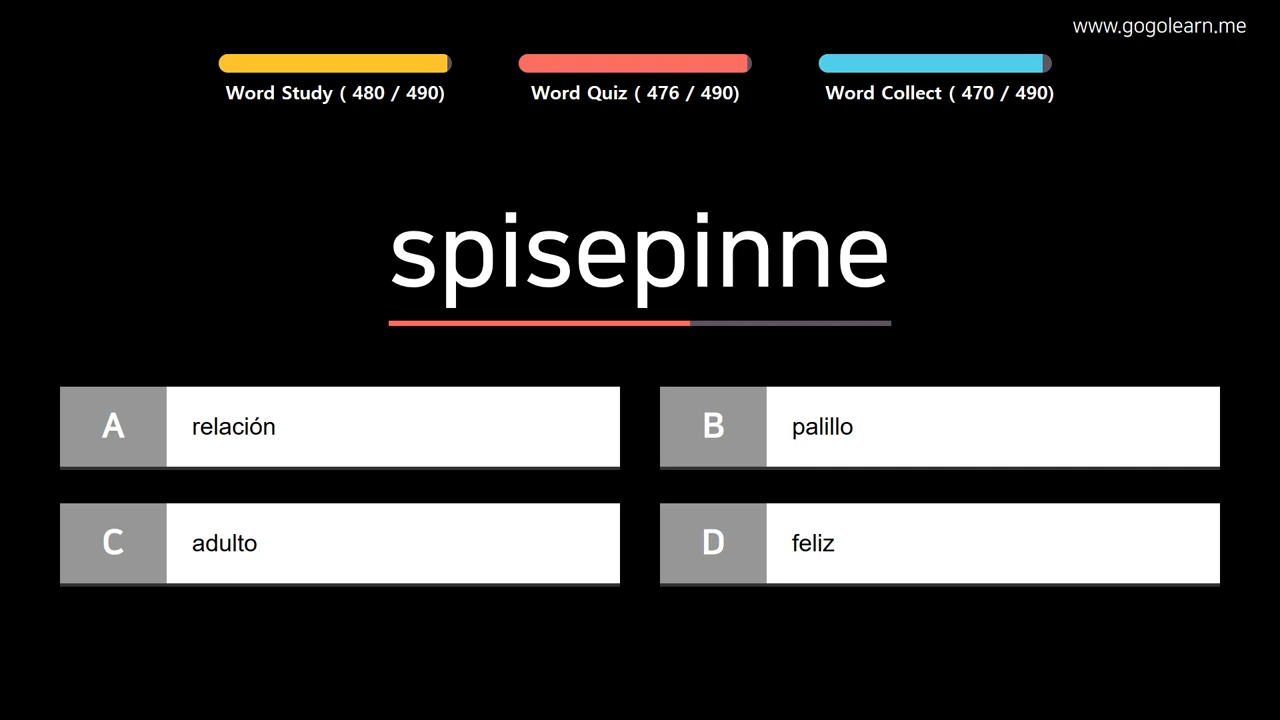 www.gogolearn.me
Word Study ( 480 / 490)
Word Quiz ( 476 / 490)
Word Collect ( 470 / 490)
spisepinne
A relación
B palillo
C adulto
D feliz